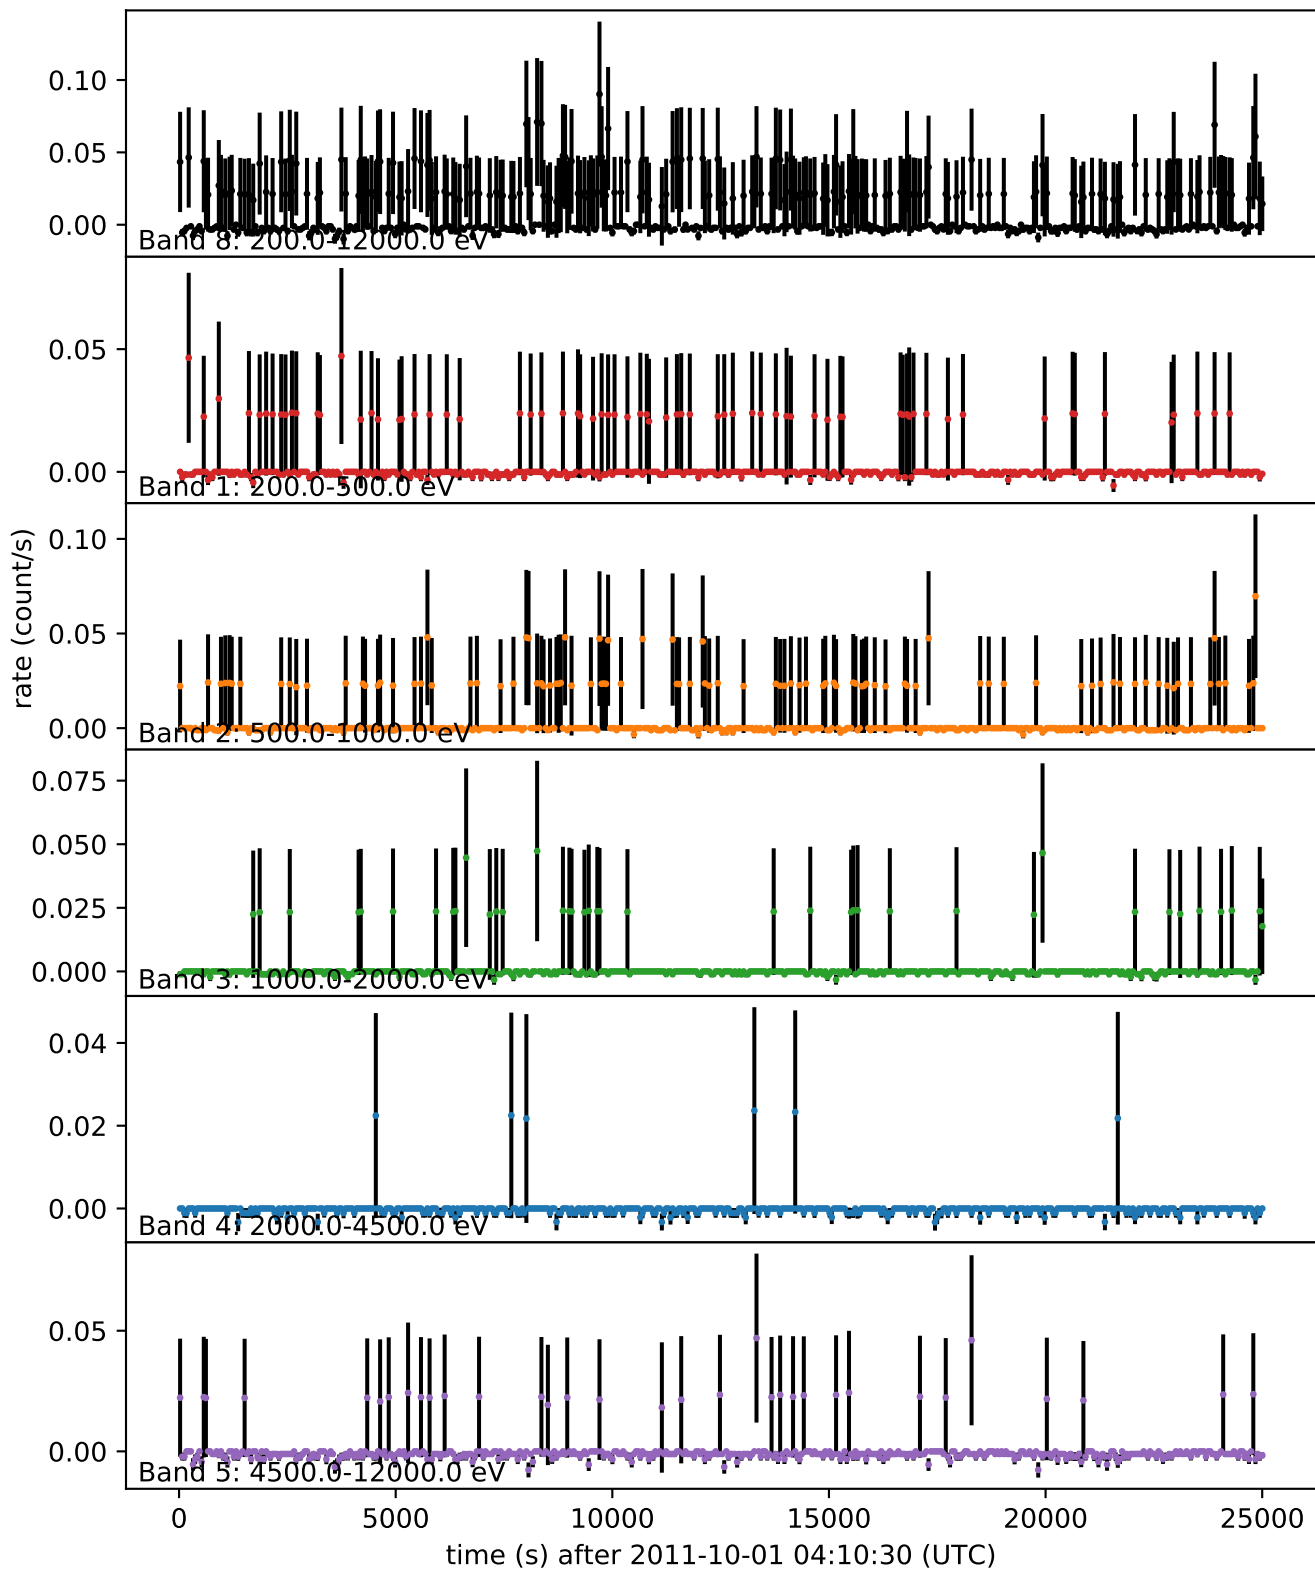 0.10
0.05
0.00
Band 8: 200.0-12000.0 eV
0.05
0.00
Band 1: 200.0-500.0 eV
rate (count/s)
0.10
0.05
0.00
Band 2: 500.0-1000.0 eV
0.075
0.050
0.025
0.000
Band 3: 1000.0-2000.0 eV
0.04
0.02
0.00
Band 4: 2000.0-4500.0 eV
0.05
0.00
Band 5: 4500.0-12000.0 eV
0 5000 10000 15000 20000 25000
time (s) after 2011-10-01 04:10:30 (UTC)